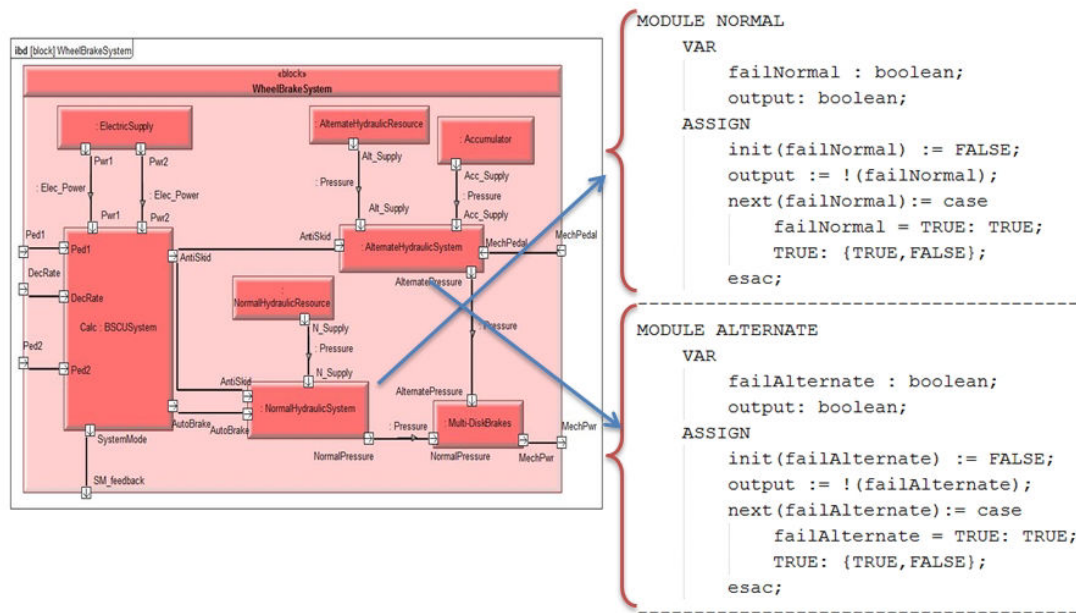 ibd [block] WheelBrakeSystem
«block»
WheelBrakeSystem
: ElectricSupply
: AlternateHydraulicResource
: Accumulator
Pwr1
Pwr2
Alt_Supply
Acc_Supply
: Elec_Power
: Elec_Power
: Pressure
: Pressure
Pwr1
Pwr2
Alt_Supply
Acc_Supply
Ped1
Ped1
AntiSkid
AntiSkid
: AlternateHydraulicSystem
MechPedal
MechPedal
DecRate
DecRate
AlternatePressure
:
NormalHydraulicResource
Calc : BSCUSystem
N_Supply
: Pressure
: Pressure
Ped2
Ped2
N_Supply
AntiSkid
AlternatePressure
: NormalHydraulicSystem
: Pressure
: Multi-DiskBrakes
AutoBrake
AutoBrake
SystemMode
NormalPressure
NormalPressure
MechPwr
MechPwr
SM_feedback
MODULE NORMAL
VAR
failNormal : boolean;
output: boolean;
ASSIGN
init(failNormal) := FALSE;
output := !(failNormal);
next(failNormal):= case
failNormal = TRUE: TRUE;
TRUE: {TRUE,FALSE};
esac;
MODULE ALTERNATE
VAR
failAlternate : boolean;
output: boolean;
ASSIGN
init(failAlternate) := FALSE;
output := !(failAlternate);
next(failAlternate):= case
failAlternate = TRUE: TRUE;
TRUE: {TRUE,FALSE};
esac;